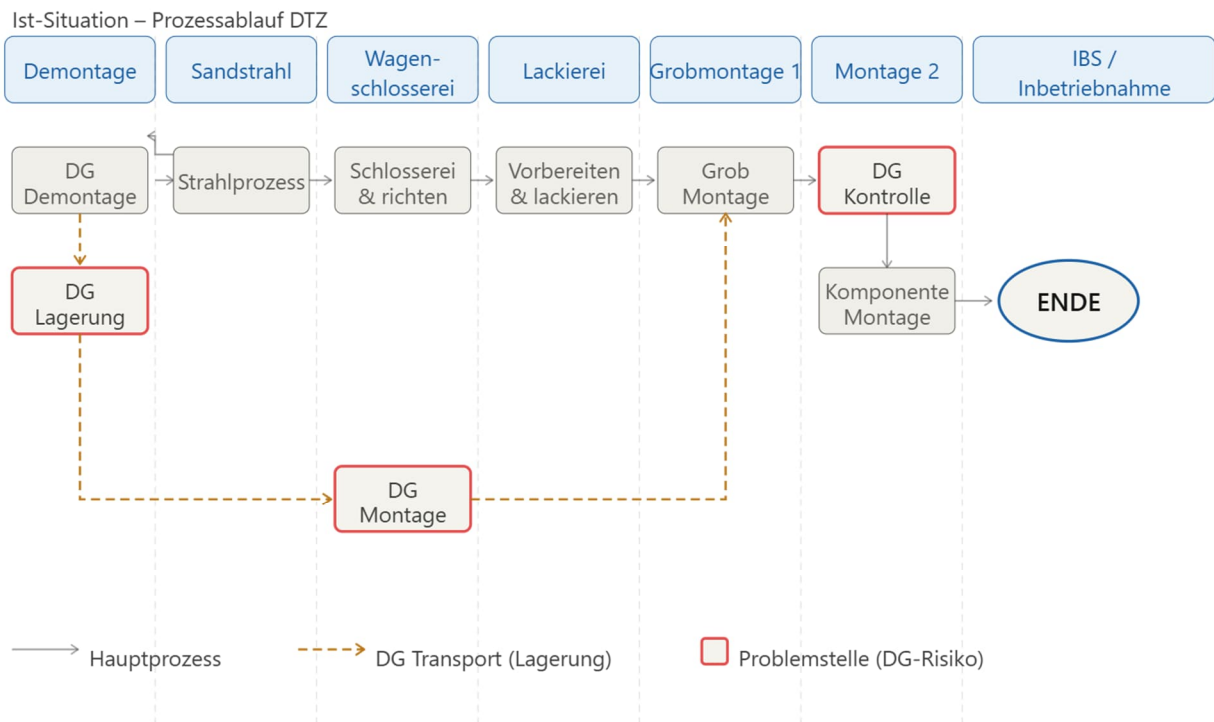 Ist-Situation – Prozessablauf DTZ
Demontage
Sandstrahl
Wagen-
schlosserei
Lackierei
Grobmontage 1
Montage 2
IBS /
Inbetriebnahme
DG
Demontage
Strahlprozess
Schlosserei
& richten
Vorbereiten
& lackieren
Grob
Montage
DG
Kontrolle
DG
Lagerung
Komponente
Montage
ENDE
DG
Montage
Hauptprozess
DG Transport (Lagerung)
Problemstelle (DG-Risiko)